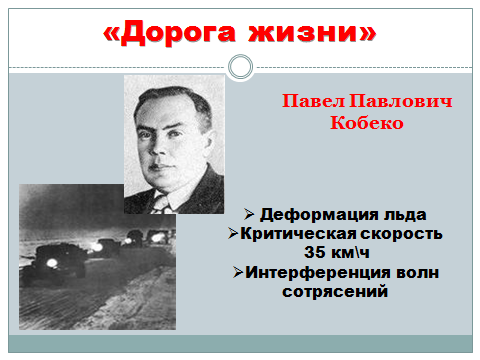 «Дорога жизни»
Павел Павлович
Кобеко
➢ Деформация льда
➢Критическая скорость
35 км\ч
➢Интерференция волн
сотрясений